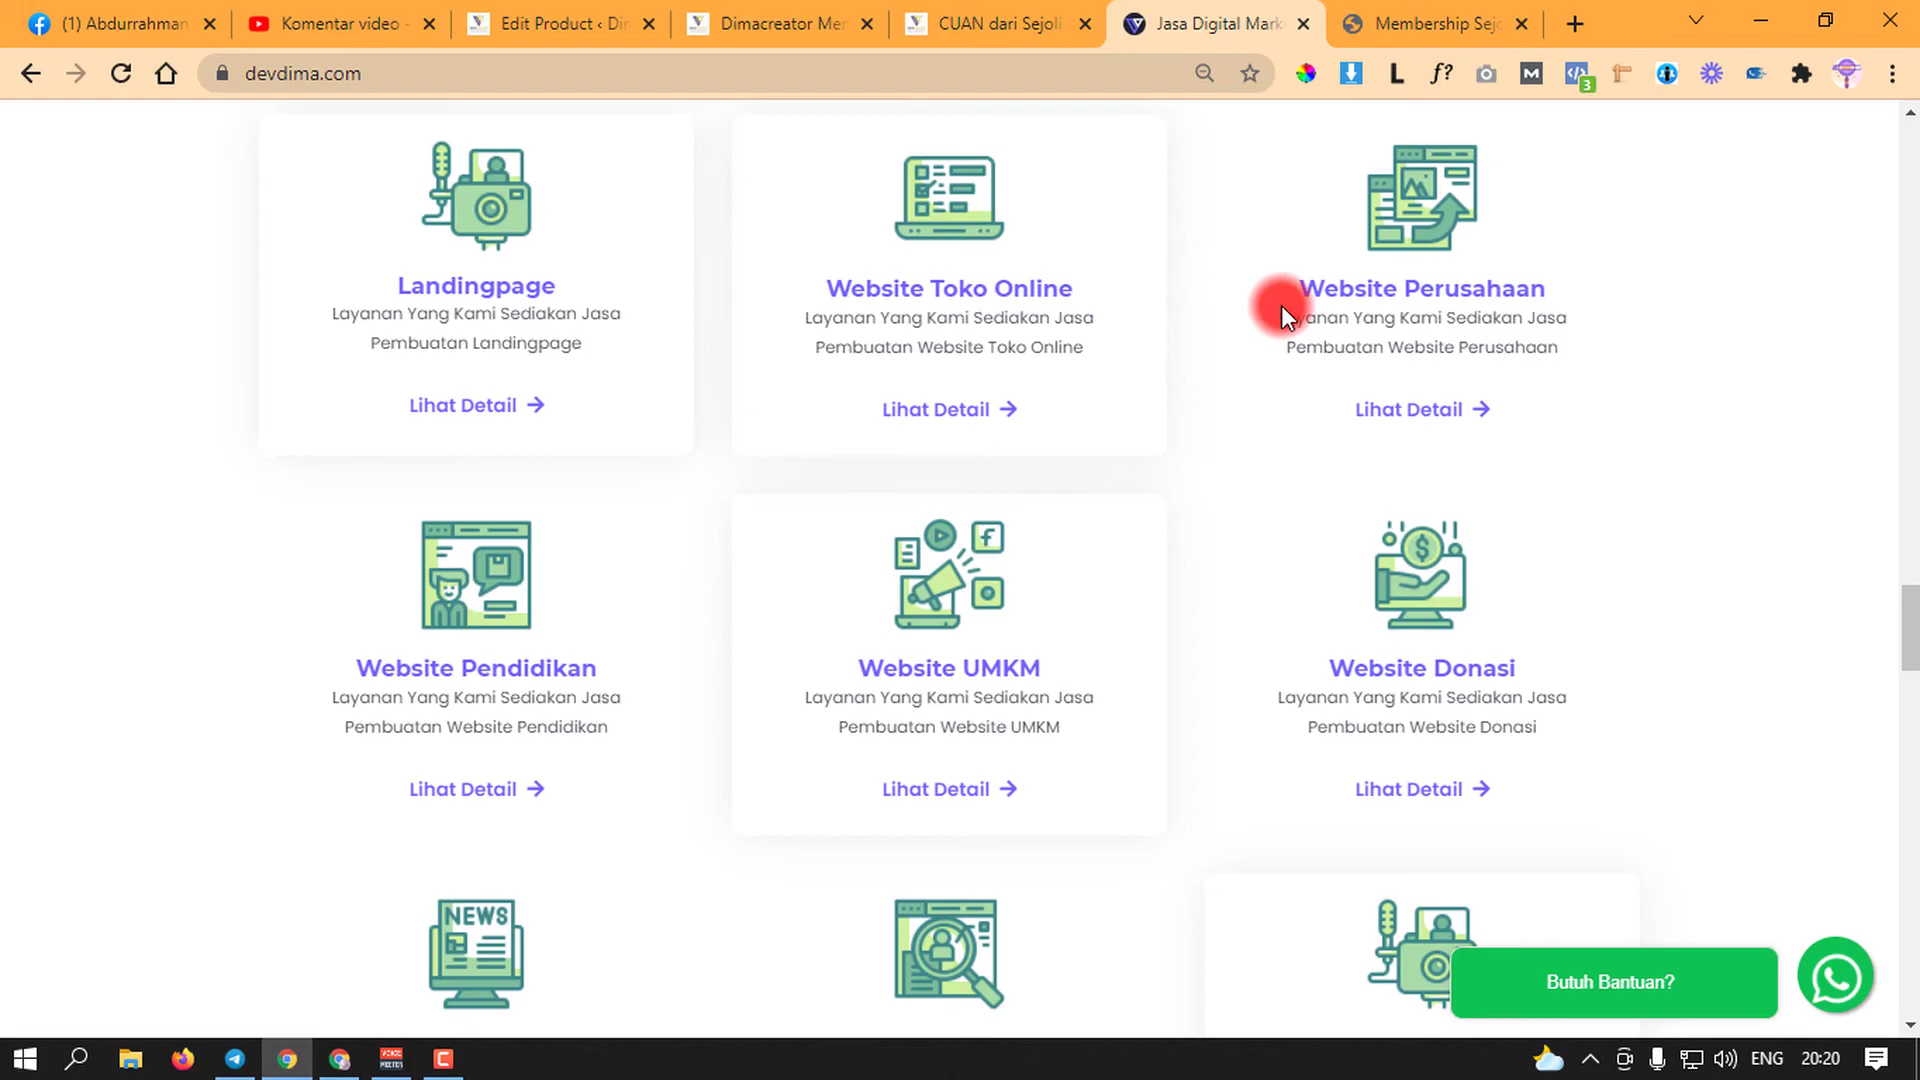 (1) Abdurrahman
Komentar video -
Edit Product ‹ Di
Dimacreator Me
CUAN dari Sejoli
Jasa Digital Mark
Membership Sej
devdima.com
L
f?
M
3
Landingpage
Layanan Yang Kami Sediakan Jasa
Pembuatan Landingpage
Lihat Detail
Website Toko Online
Layanan Yang Kami Sediakan Jasa
Pembuatan Website Toko Online
Lihat Detail
Website Perusahaan
Layanan Yang Kami Sediakan Jasa
Pembuatan Website Perusahaan
Lihat Detail
Website Pendidikan
Layanan Yang Kami Sediakan Jasa
Pembuatan Website Pendidikan
Lihat Detail
Website UMKM
Layanan Yang Kami Sediakan Jasa
Pembuatan Website UMKM
Lihat Detail
Website Donasi
Layanan Yang Kami Sediakan Jasa
Pembuatan Website Donasi
Lihat Detail
NEWS
Butuh Bantuan?
ENG
20:20